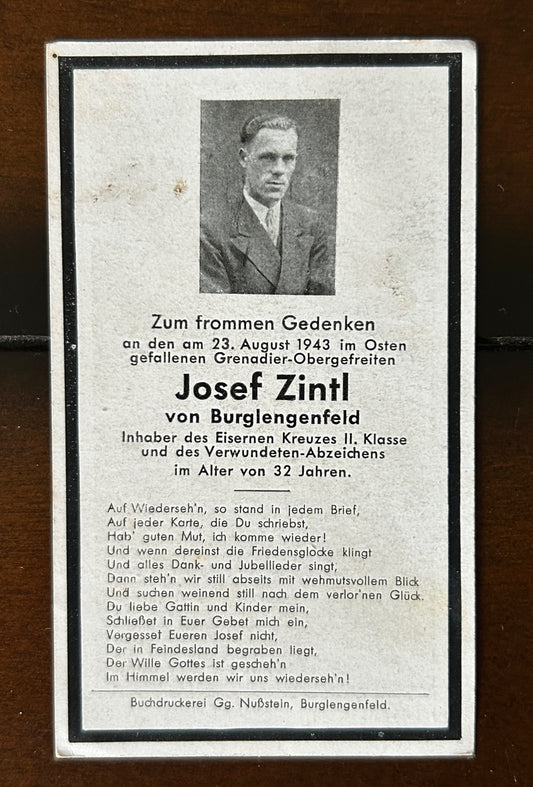 Zum frommen Gedenken
an den am 23. August 1943 im Osten
gefallenen Grenadier-Obergefreiten
Josef Zintl
von Burglengenfeld
Inhaber des Eisernen Kreuzes II. Klasse
und des Verwundeten-Abzeichens
im Alter von 32 Jahren.
Auf Wiederseh'n, so stand in jedem Brief,
Auf jeder Karte, die Du schriebst,
Hab' guten Mut, ich komme wieder!
Und wenn dereinst die Friedensglocke klingt
Und alles Dank- und Jubellieder singt,
Dann steh'n wir still abseits mit wehmutsvollem Blick
Und suchen weinend still nach dem verlor'nen Glück.
Du liebe Gattin und Kinder mein,
Schließet in Euer Gebet mich ein,
Vergesset Eueren Josef nicht,
Der in Feindesland begraben liegt,
Der Wille Gottes ist gescheh'n
Im Himmel werden wir uns wiederseh'n!
Buchdruckerei Gg. Nußstein, Burglengenfeld.